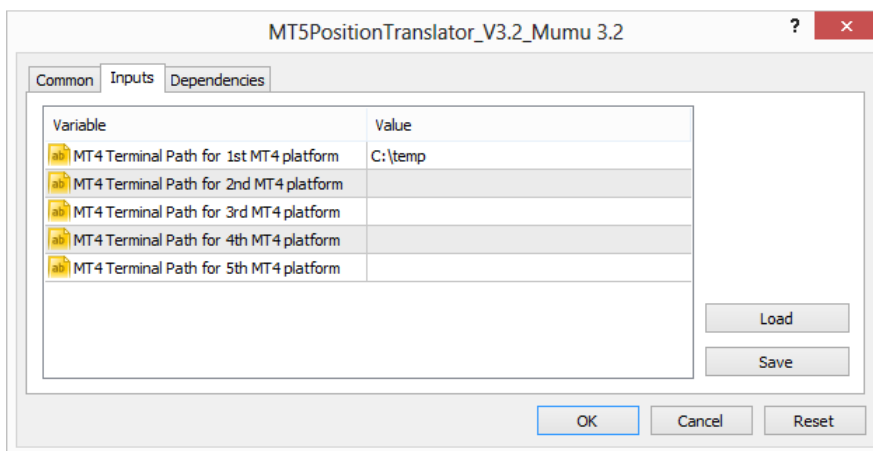 MT5PositionTranslator_V3.2_Mumu 3.2
? ×
Common Inputs Dependencies
Variable Value
ab MT4 Terminal Path for 1st MT4 platform C:\temp
ab MT4 Terminal Path for 2nd MT4 platform
ab MT4 Terminal Path for 3rd MT4 platform
ab MT4 Terminal Path for 4th MT4 platform
ab MT4 Terminal Path for 5th MT4 platform
Load
Save
OK Cancel Reset